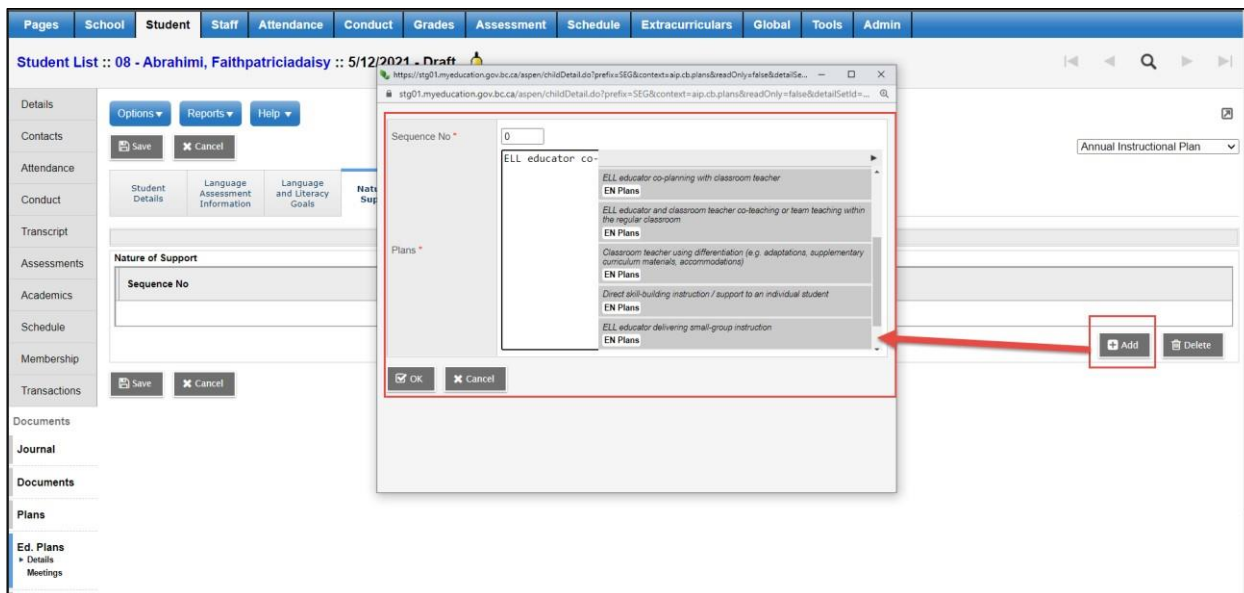 Pages School Student Staff Attendance Conduct Grades Assessment Schedule Extracurriculars Global Tools Admin
Student List :: 08 - Abrahimi, Faithpatriciadaisy :: 5/12/2021 - Draft
https://stg01.myeducation.gov.bc.ca/aspen/childDetail.do?prefix=SEG&context=aip.cb.plans&readOnly=false&detailSe...
stg01.myeducation.gov.bc.ca/aspen/childDetail.do?prefix=SEG&context=aip.cb.plans&readOnly=false&detailSetId=...
Details
Contacts
Attendance
Conduct
Transcript
Assessments
Academics
Schedule
Membership
Transactions
Documents
Journal
Documents
Plans
Ed. Plans
Details
Meetings
Options Reports Help
Save Cancel
Annual Instructional Plan
Student Details
Language Assessment Information
Language and Literacy Goals
Natu
Sup
Nature of Support
Sequence No
Add Delete
Save Cancel
Sequence No * 0
Plans *
ELL educator co-
ELL educator co-planning with classroom teacher
EN Plans
ELL educator and classroom teacher co-teaching or team teaching within
the regular classroom
EN Plans
Classroom teacher using differentiation (e.g. adaptations, supplementary
curriculum materials, accommodations)
EN Plans
Direct skill-building instruction / support to an individual student
EN Plans
ELL educator delivering small-group instruction
EN Plans
OK Cancel